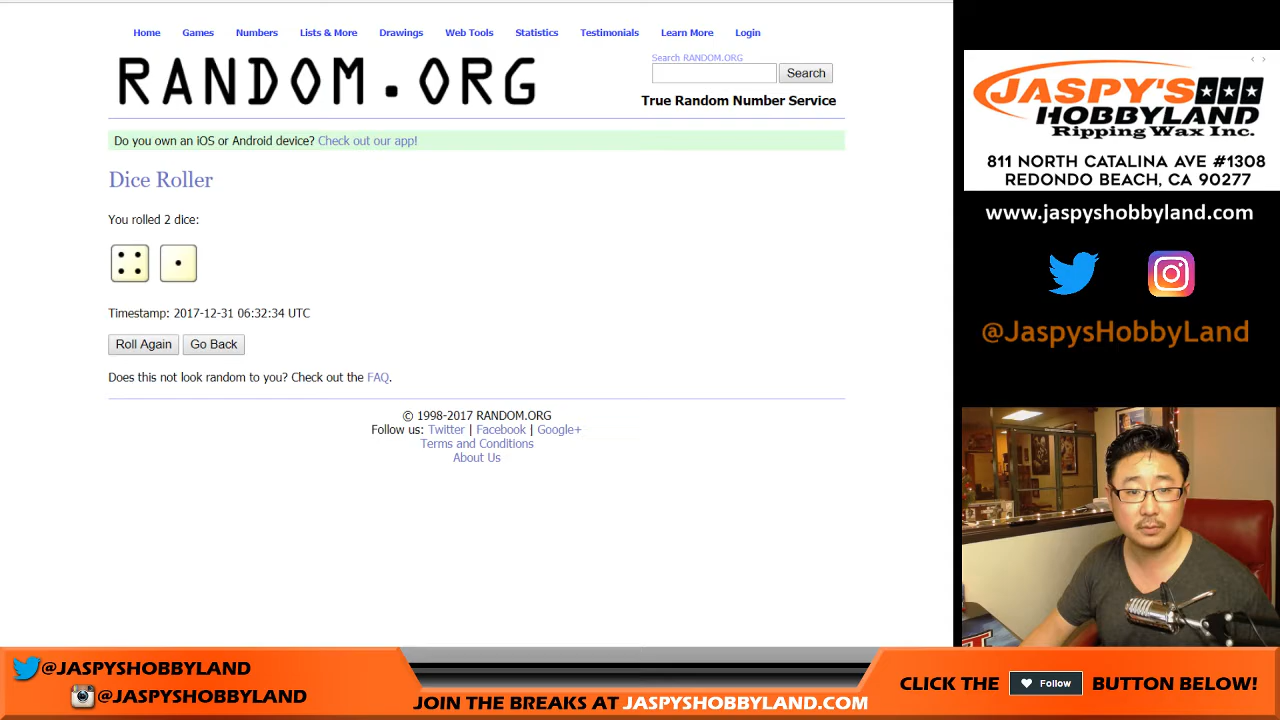 Home Games Numbers Lists & More Drawings Web Tools Statistics Testimonials Learn More Login
RANDOM.ORG
Search RANDOM.ORG
Search
True Random Number Service
Do you own an iOS or Android device? Check out our app!
Dice Roller
You rolled 2 dice:
Timestamp: 2017-12-31 06:32:34 UTC
Roll Again Go Back
Does this not look random to you? Check out the FAQ.
© 1998-2017 RANDOM.ORG
Follow us: Twitter | Facebook | Google+
Terms and Conditions
About Us
JASPY'S
HOBBYLAND
Ripping Wax Inc.
811 NORTH CATALINA AVE #1308
REDONDO BEACH, CA 90277
www.jaspyshobbyland.com
@JaspysHobbyLand
@JASPYSHOBBYLAND
@JASPYSHOBBYLAND
JOIN THE BREAKS AT JASPYSHOBBYLAND.COM
CLICK THE Follow BUTTON BELOW!